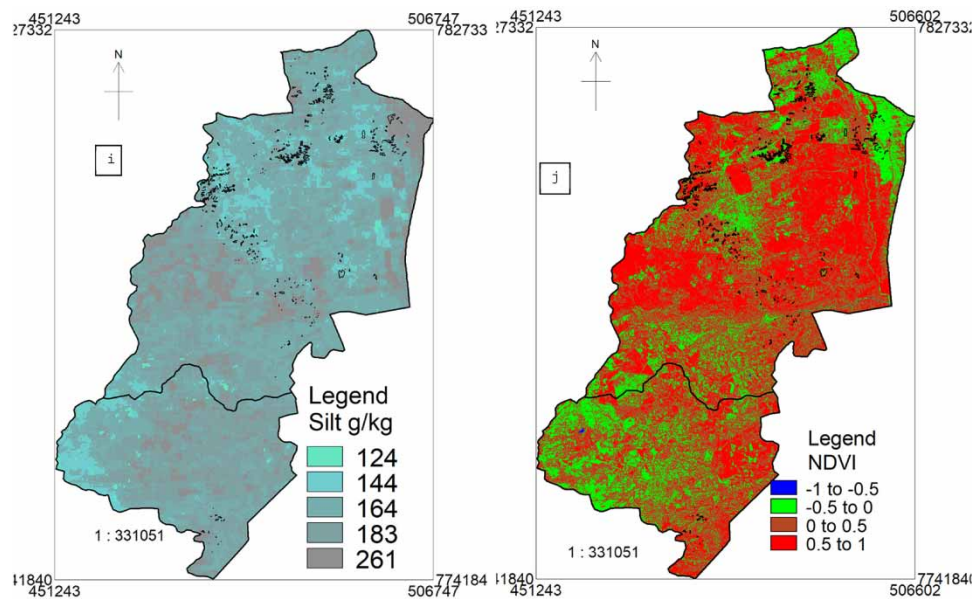 451243 506747
27332 782733
N
i
Legend
Silt g/kg
124
144
164
183
261
1 : 331051
41840 774184
451243 506747
451243 506602
27332 7827332
N
j
Legend
NDVI
-1 to -0.5
-0.5 to 0
0 to 0.5
0.5 to 1
1 : 331051
41840 7741840
451243 506602